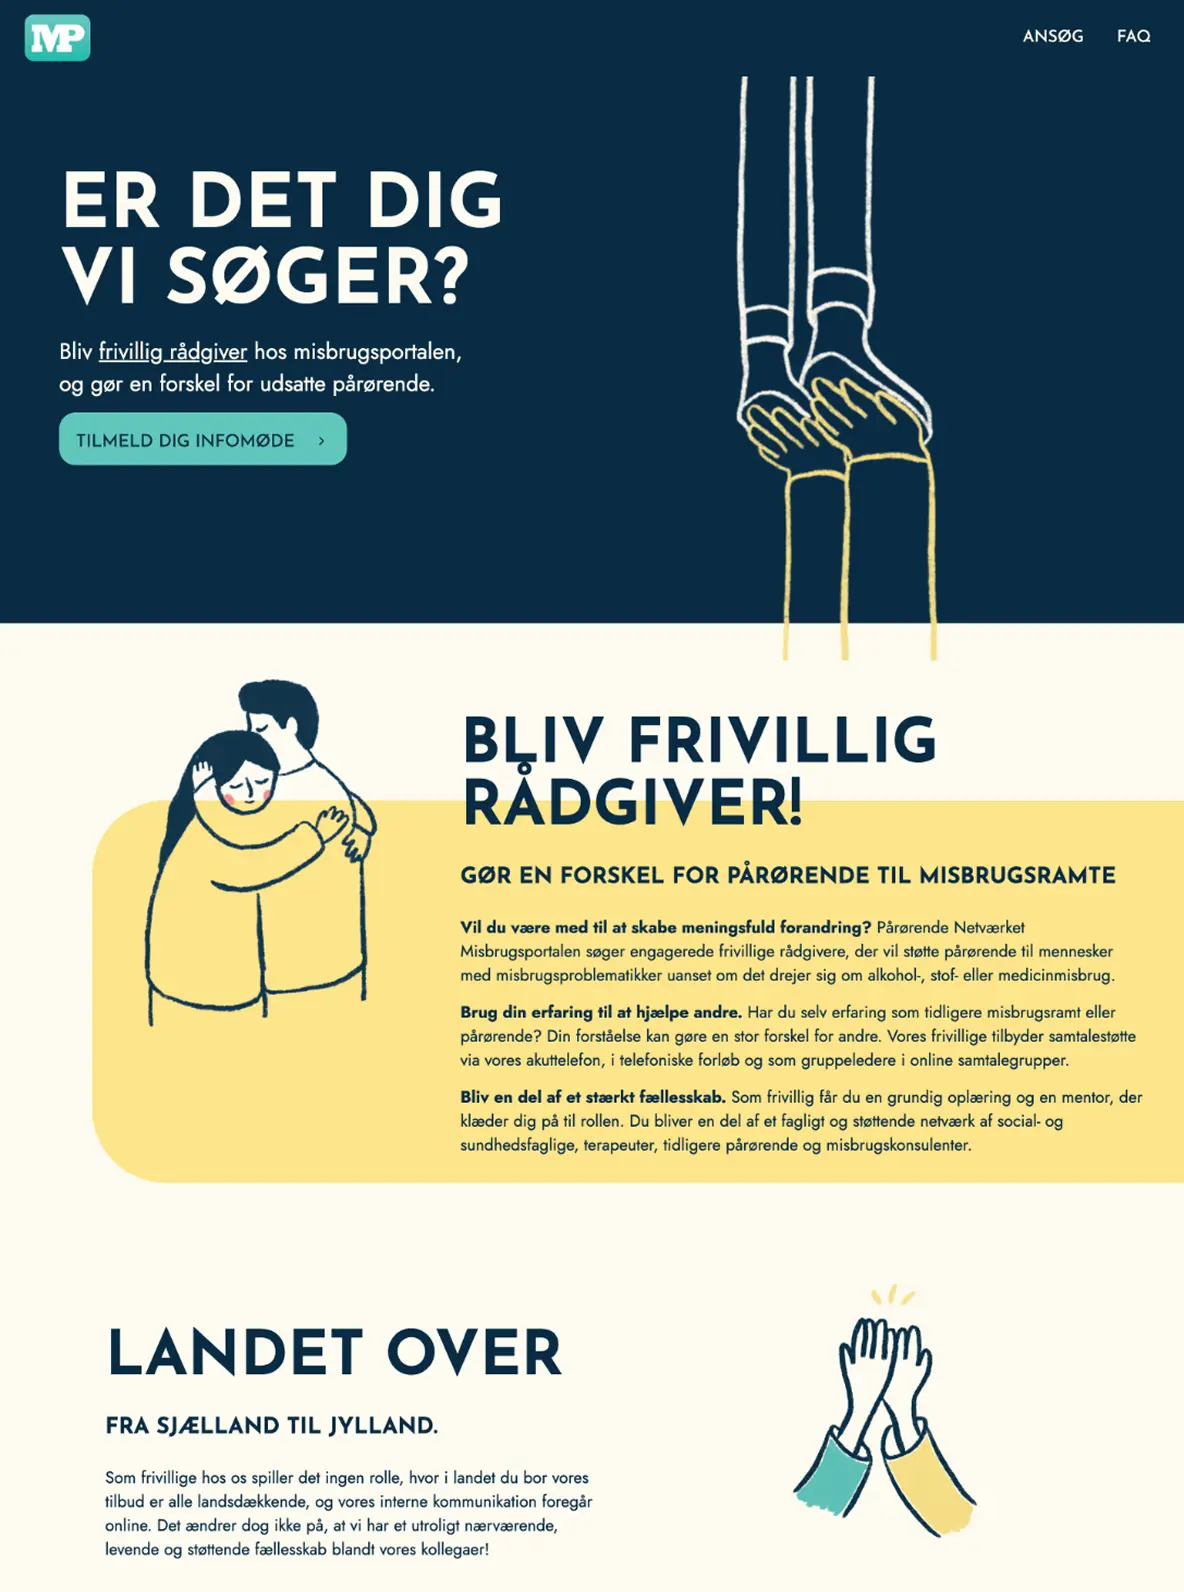 MP
ANSØG
FAQ
ER DET DIG
VI SØGER?
Bliv frivillig rådgiver hos misbrugsportalen,
og gør en forskel for udsatte pårørende.
TILMELD DIG INFOMØDE
BLIV FRIVILLIG
RÅDGIVER!
GØR EN FORSKEL FOR PÅRØRENDE TIL MISBRUGSRAMTE
Vil du være med til at skabe meningsfuld forandring? Pårørende Netværket
Misbrugsportalen søger engagerede frivillige rådgivere, der vil støtte pårørende til mennesker
med misbrugsproblematikker uanset om det drejer sig om alkohol-, stof- eller medicinmisbrug.
Brug din erfaring til at hjælpe andre. Har du selv erfaring som tidligere misbrugsramt eller
pårørende? Din forståelse kan gøre en stor forskel for andre. Vores frivillige tilbyder samtalestøtte
via vores akuttelefon, i telefoniske forløb og som gruppeledere i online samtalegrupper.
Bliv en del af et stærkt fællesskab. Som frivillig får du en grundig oplæring og en mentor, der
klæder dig på til rollen. Du bliver en del af et fagligt og støttende netværk af social- og
sundhedsfaglige, terapeuter, tidligere pårørende og misbrugskonsulenter.
LANDET OVER
FRA SJÆLLAND TIL JYLLAND.
Som frivillige hos os spiller det ingen rolle, hvor i landet du bor vores
tilbud er alle landsdækkende, og vores interne kommunikation foregår
online. Det ændrer dog ikke på, at vi har et utroligt nærværende,
levende og støttende fællesskab blandt vores kollegaer!